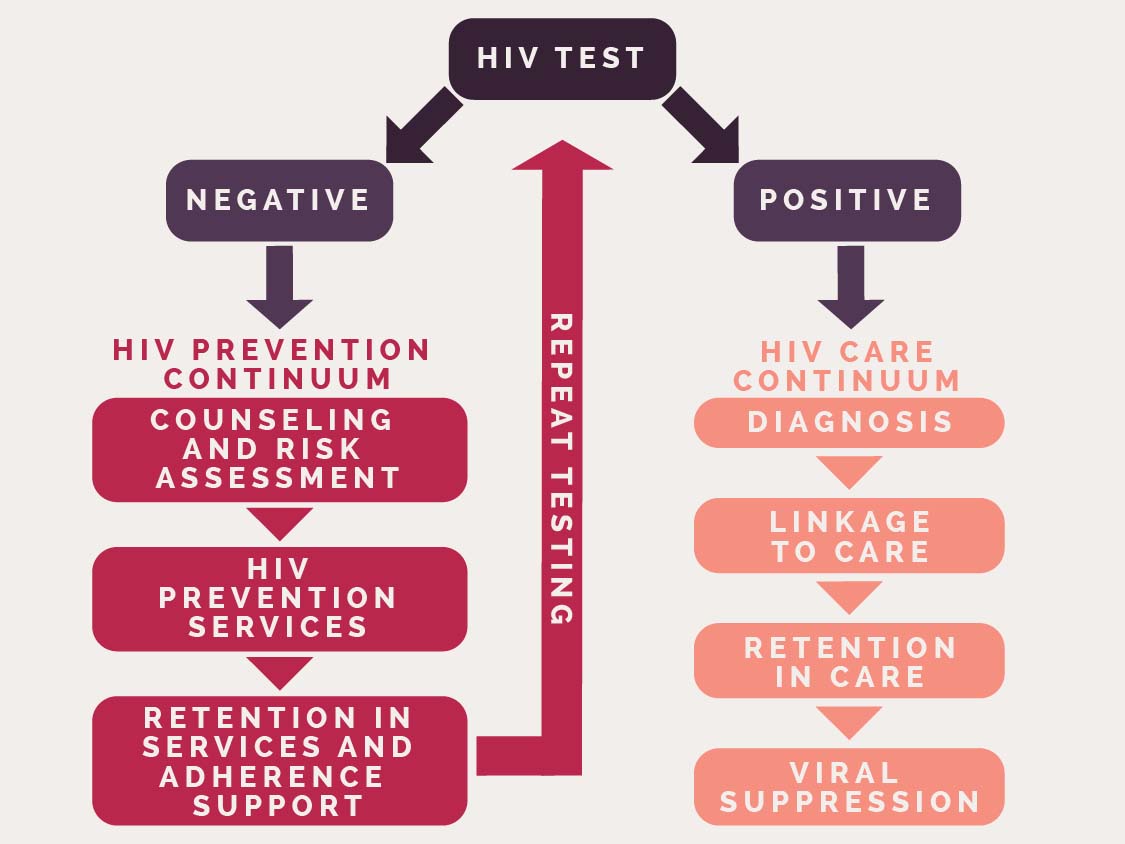 HIV TEST
NEGATIVE
POSITIVE
HIV PREVENTION
CONTINUUM
COUNSELING
AND RISK
ASSESSMENT
HIV
PREVENTION
SERVICES
RETENTION IN
SERVICES AND
ADHERENCE
SUPPORT
REPEAT TESTING
HIV CARE
CONTINUUM
DIAGNOSIS
LINKAGE
TO CARE
RETENTION
IN CARE
VIRAL
SUPPRESSION